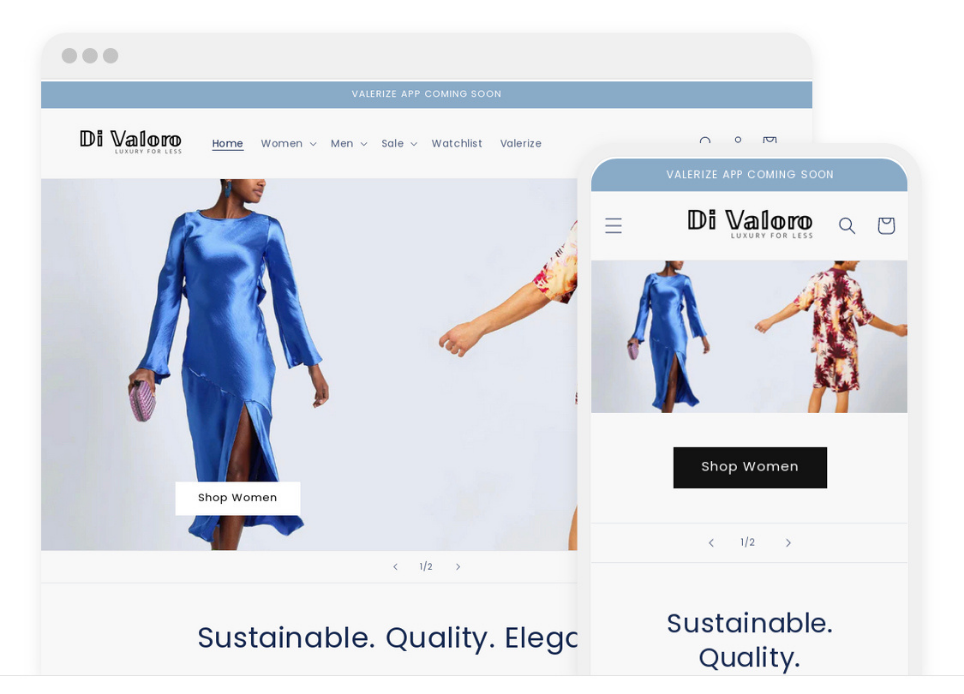 VALERIZE APP COMING SOON
Di Valoro
LUXURY FOR LESS
Home Women Men Sale Watchlist Valerize
Shop Women
1/2
Sustainable. Quality.
VALERIZE APP COMING SOON
Di Valoro
LUXURY FOR LESS
Shop Women
1/2
Sustainable.
Quality.